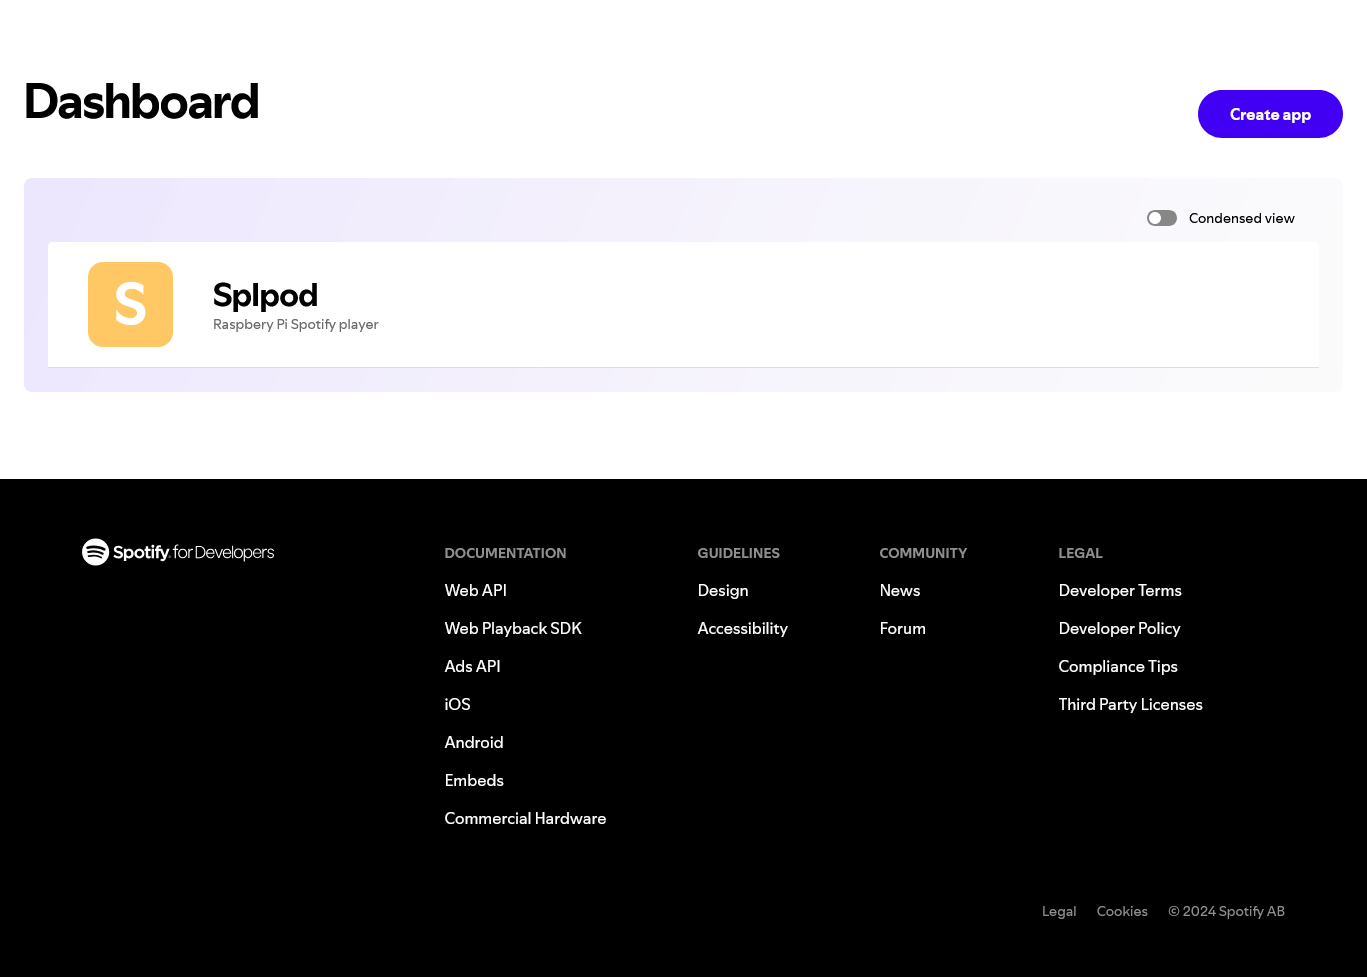 Dashboard
Create app
Condensed view
S
SpIpod
Raspbery Pi Spotify player
Spotify for Developers
DOCUMENTATION
Web API
Web Playback SDK
Ads API
iOS
Android
Embeds
Commercial Hardware
GUIDELINES
Design
Accessibility
COMMUNITY
News
Forum
LEGAL
Developer Terms
Developer Policy
Compliance Tips
Third Party Licenses
Legal Cookies © 2024 Spotify AB